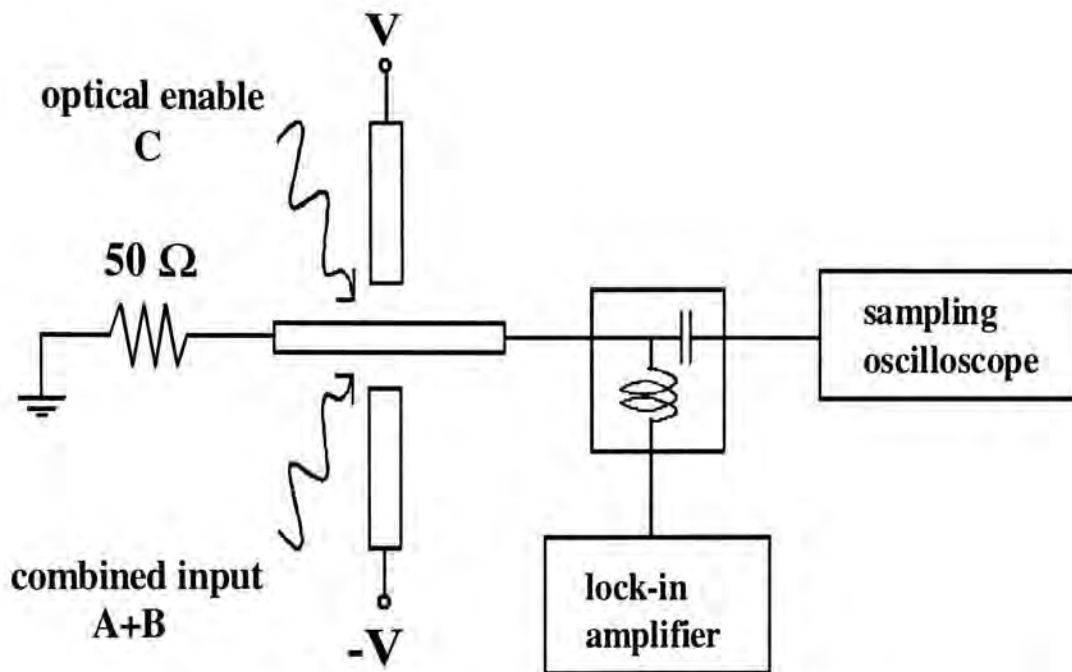 V
optical enable
C
50 Ω
sampling
oscilloscope
combined input
A+B
-V
lock-in
amplifier